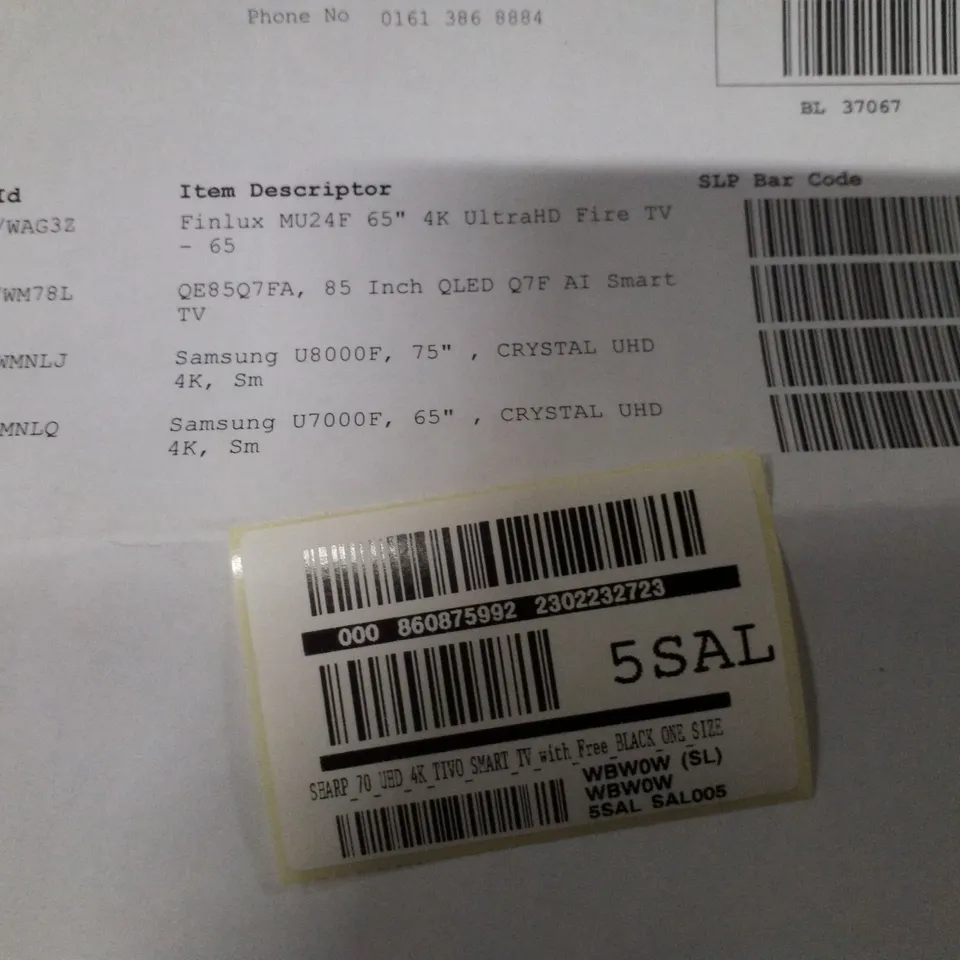 Phone No 0161 386 8884
BL 37067
Id Item Descriptor SLP Bar Code
/WAG3Z Finlux MU24F 65" 4K UltraHD Fire TV
- 65
WM78L QE85Q7FA, 85 Inch QLED Q7F AI Smart
TV
WMNLJ Samsung U8000F, 75" , CRYSTAL UHD
4K, Sm
MNLQ Samsung U7000F, 65" , CRYSTAL UHD
4K, Sm
000 860875992 2302232723
5SAL
SHARP_70_UHD_4K_TIVO_SMART_TV_with_Free_BLACK_ONE_SIZE
WBW0W (SL)
WBW0W
5SAL SAL005